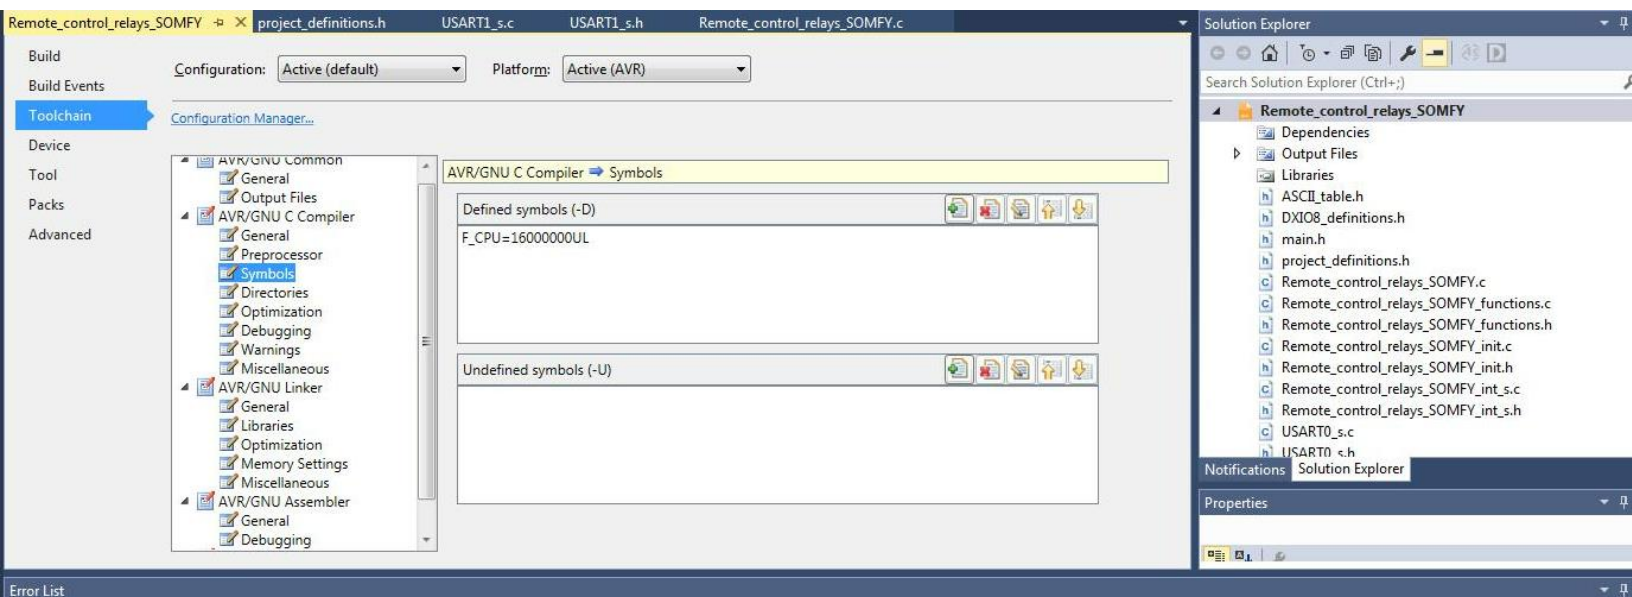 Remote_control_relays_SOMFY
project_definitions.h
USART1_s.c
USART1_s.h
Remote_control_relays_SOMFY.c
Build
Build Events
Toolchain
Device
Tool
Packs
Advanced
Configuration: Active (default)
Platform: Active (AVR)
Configuration Manager...
AVR/GNU Common
General
Output Files
AVR/GNU C Compiler
General
Preprocessor
Symbols
Directories
Optimization
Debugging
Warnings
Miscellaneous
AVR/GNU Linker
General
Libraries
Optimization
Memory Settings
Miscellaneous
AVR/GNU Assembler
General
Debugging
AVR/GNU C Compiler Symbols
Defined symbols (-D)
F_CPU=16000000UL
Undefined symbols (-U)
Solution Explorer
Search Solution Explorer (Ctrl+;)
Remote_control_relays_SOMFY
Dependencies
Output Files
Libraries
ASCII_table.h
DXIO8_definitions.h
main.h
project_definitions.h
Remote_control_relays_SOMFY.c
Remote_control_relays_SOMFY_functions.c
Remote_control_relays_SOMFY_functions.h
Remote_control_relays_SOMFY_init.c
Remote_control_relays_SOMFY_init.h
Remote_control_relays_SOMFY_int_s.c
Remote_control_relays_SOMFY_int_s.h
USART0_s.c
USART0_s.h
Notifications Solution Explorer
Properties
Error List